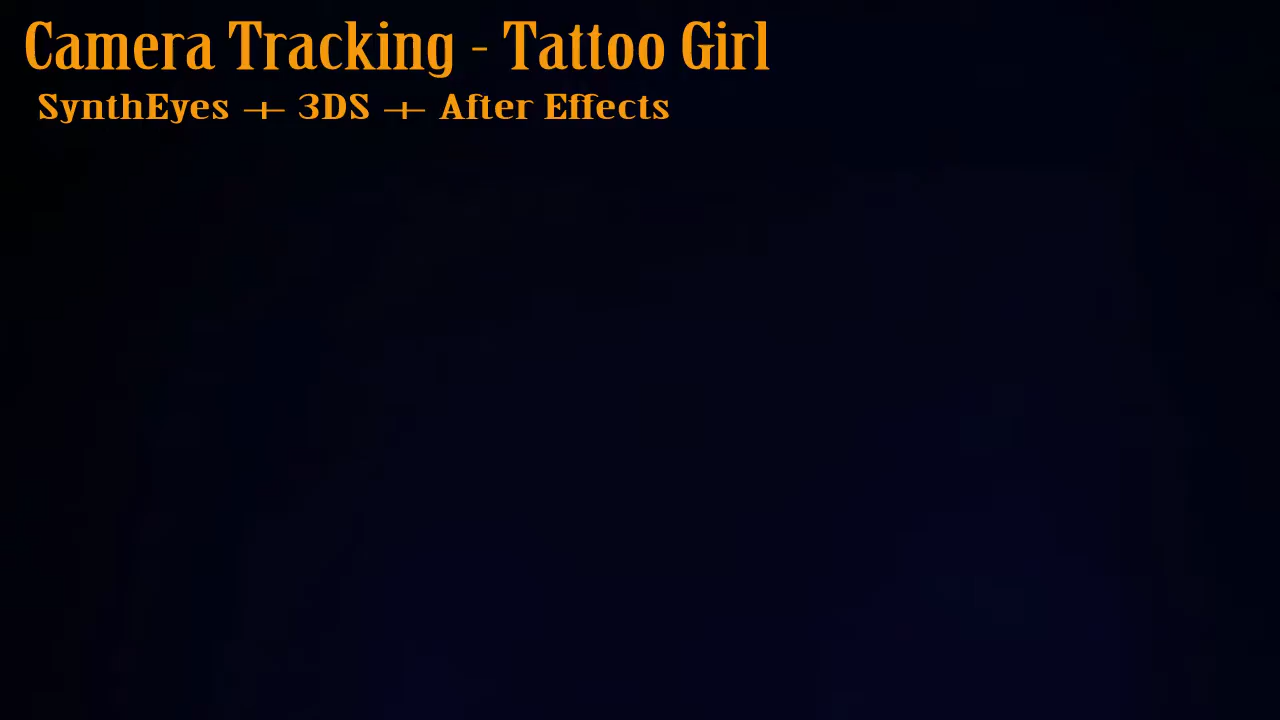 Camera Tracking - Tattoo Girl
SynthEyes + 3DS + After Effects